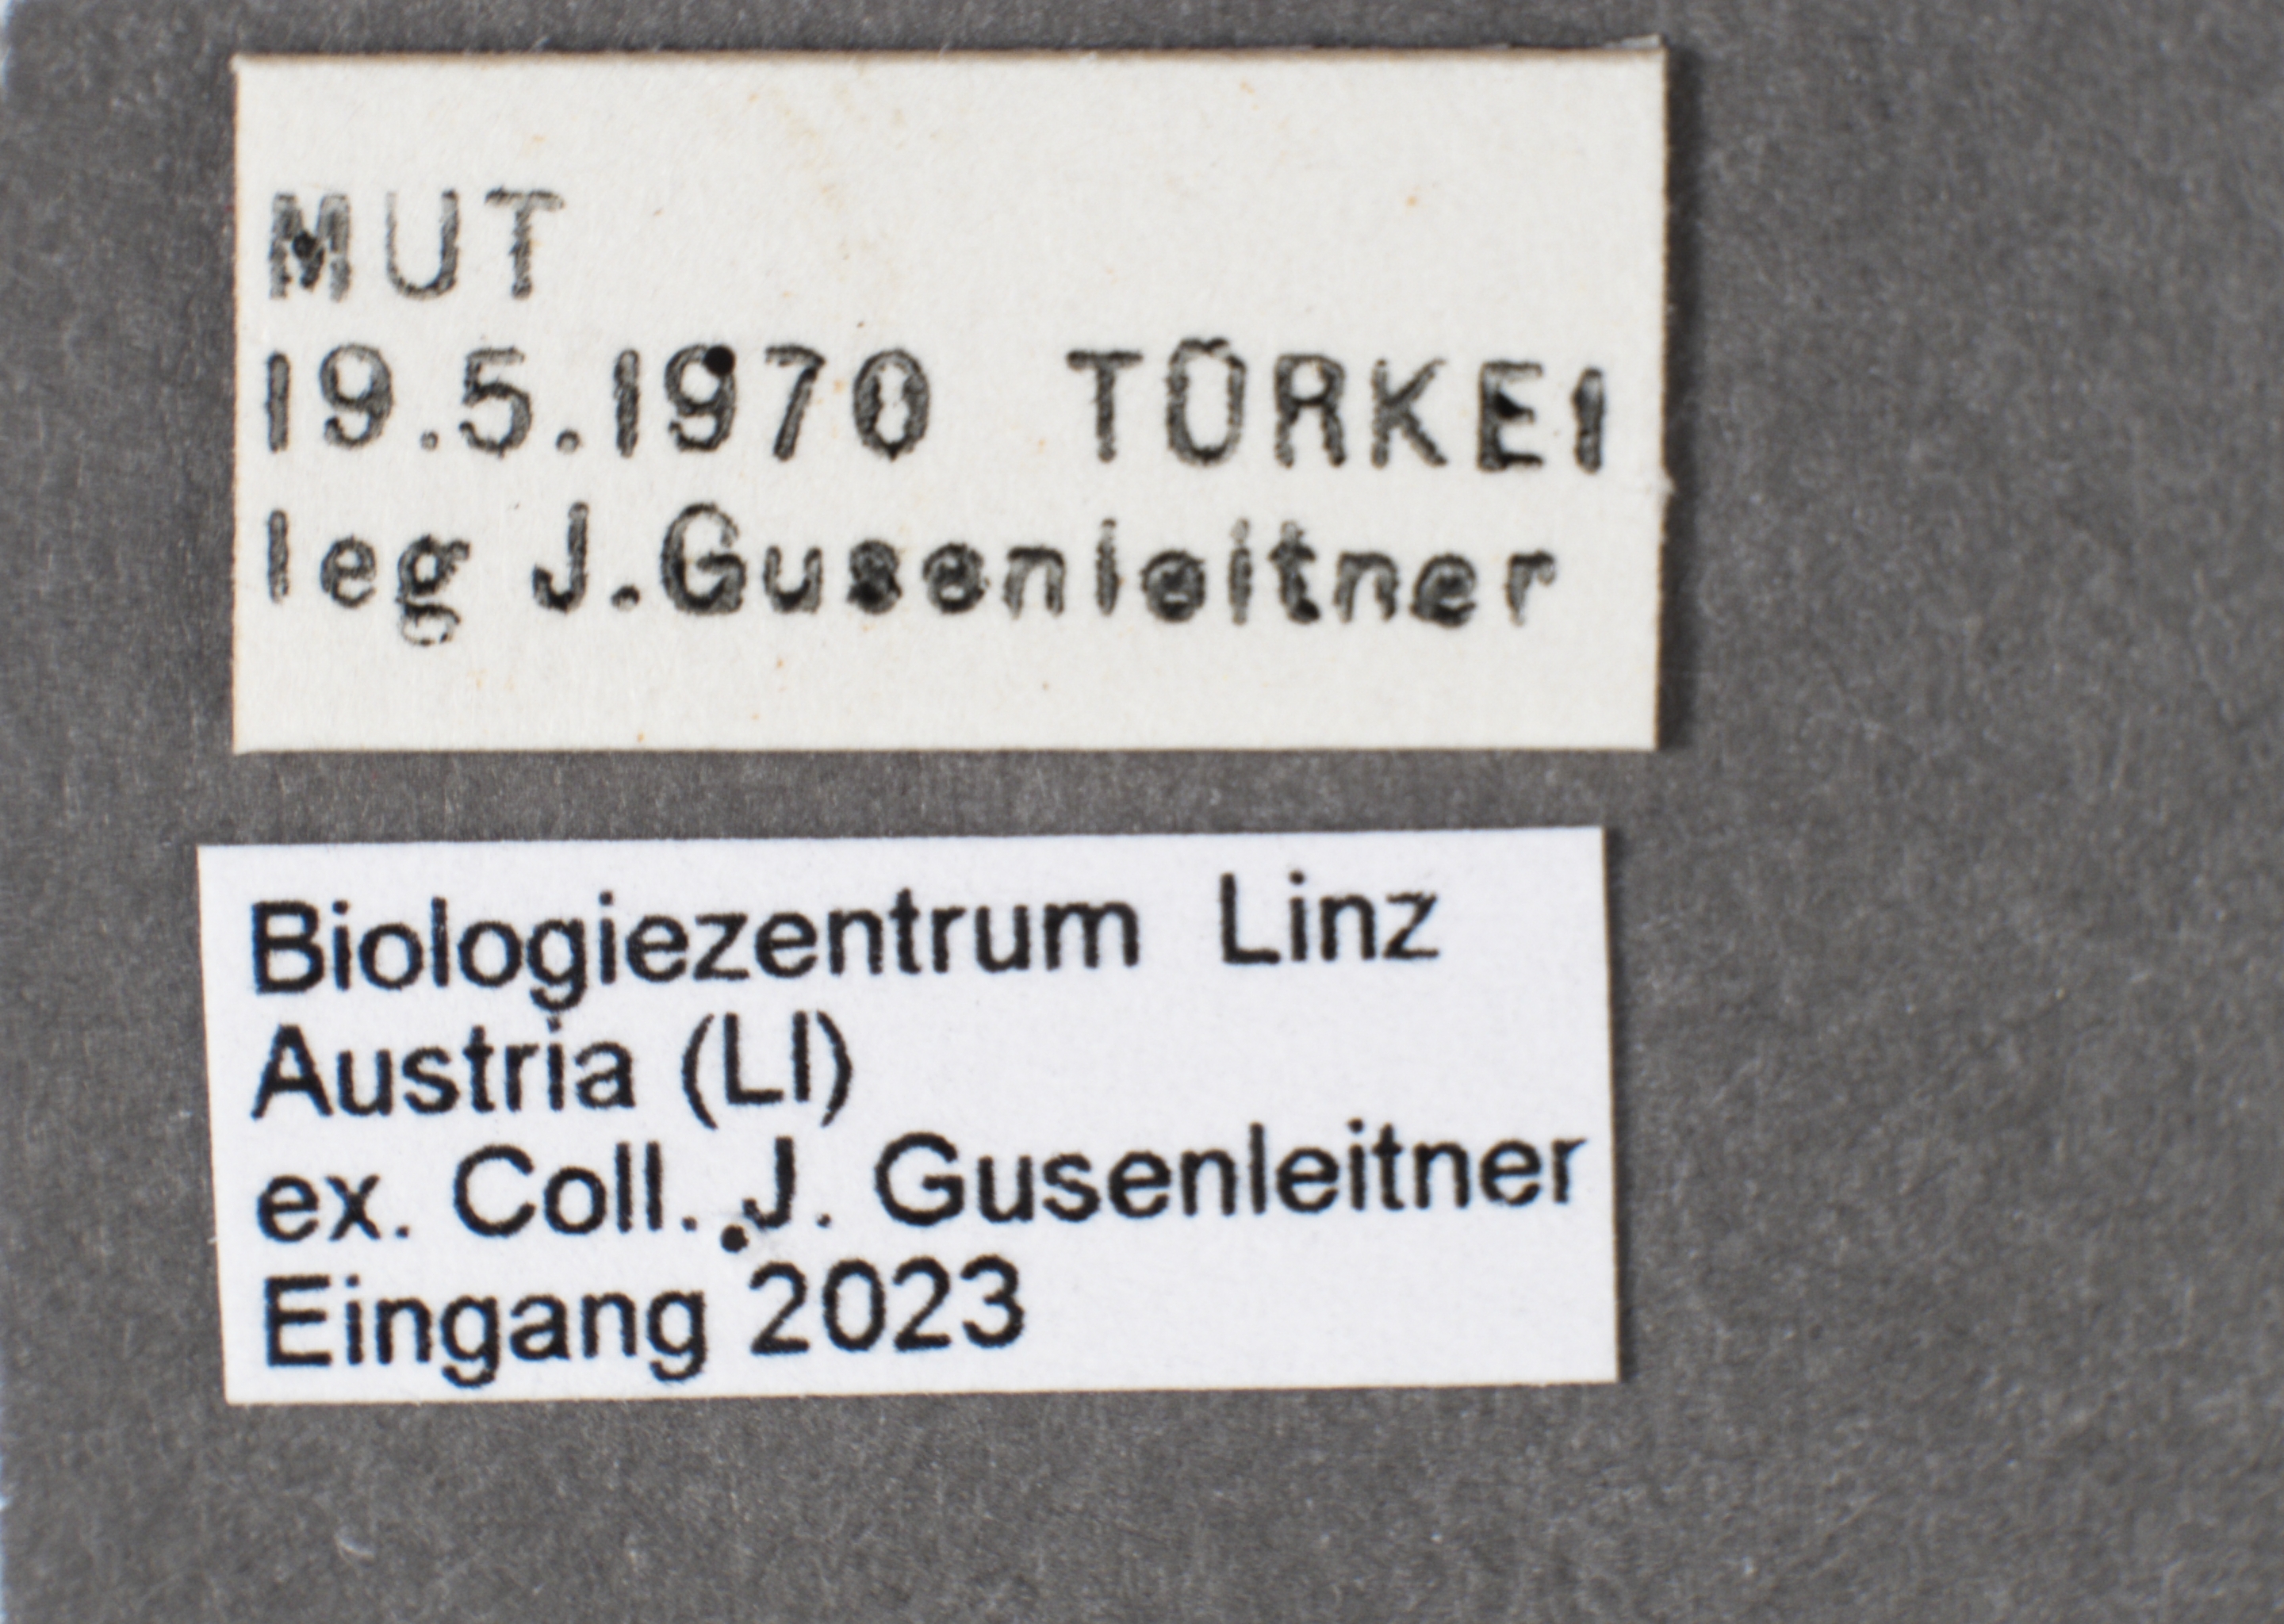 MUT
19.5.1970 TÜRKEI
leg J.Gusenleitner
Biologiezentrum Linz
Austria (LI)
ex. Coll. J. Gusenleitner
Eingang 2023